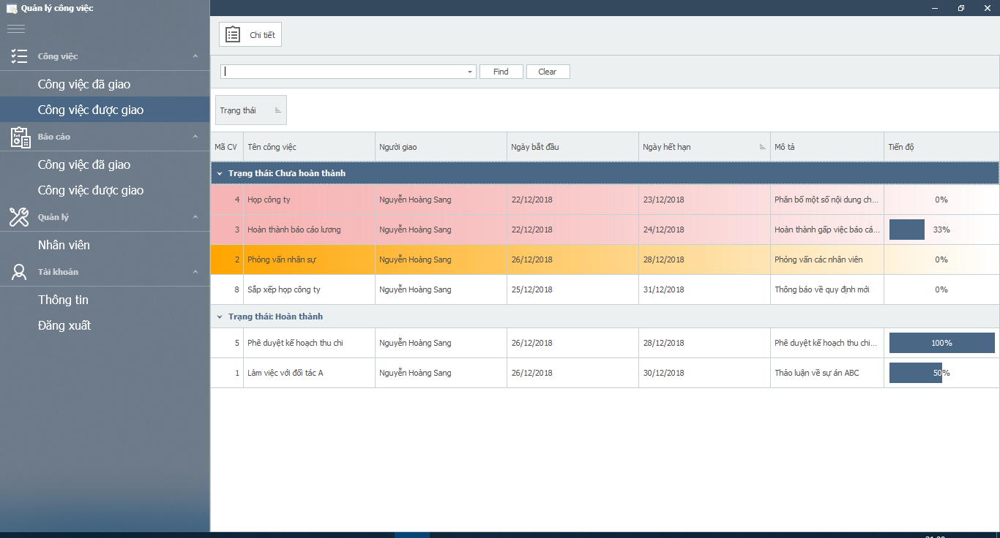 Quản lý công việc
Công việc
Công việc đã giao
Công việc được giao
Báo cáo
Công việc đã giao
Công việc được giao
Quản lý
Nhân viên
Tài khoản
Thông tin
Đăng xuất
Chi tiết
Find Clear
Trạng thái
Mã CV Tên công việc Người giao Ngày bắt đầu Ngày hết hạn Mô tả Tiến độ
Trạng thái: Chưa hoàn thành
4 Họp công ty Nguyễn Hoàng Sang 22/12/2018 23/12/2018 Phân bổ một số nội dung ch... 0%
3 Hoàn thành báo cáo lương Nguyễn Hoàng Sang 22/12/2018 24/12/2018 Hoàn thành gấp việc báo cá... 33%
2 Phỏng vấn nhân sự Nguyễn Hoàng Sang 26/12/2018 28/12/2018 Phỏng vấn các nhân viên 0%
8 Sắp xếp họp công ty Nguyễn Hoàng Sang 25/12/2018 31/12/2018 Thông báo về quy định mới 0%
Trạng thái: Hoàn thành
5 Phê duyệt kế hoạch thu chi Nguyễn Hoàng Sang 26/12/2018 28/12/2018 Phê duyệt kế hoạch thu chi... 100%
1 Làm việc với đối tác A Nguyễn Hoàng Sang 26/12/2018 30/12/2018 Thảo luận về sự án ABC 50%